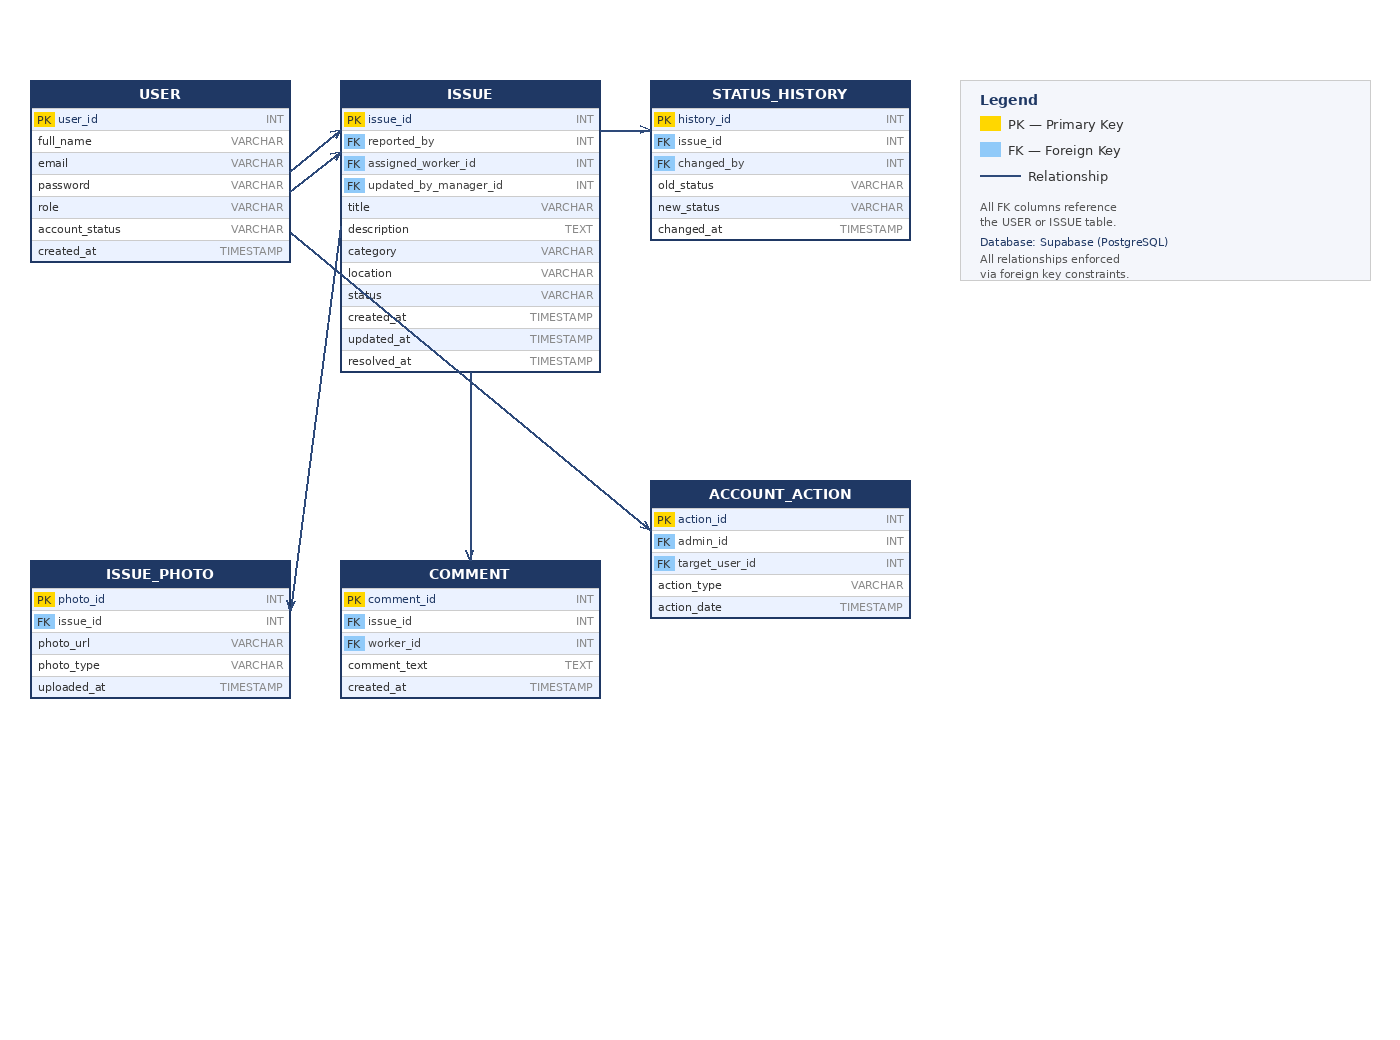 USER
PK user_id INT
full_name VARCHAR
email VARCHAR
password VARCHAR
role VARCHAR
account_status VARCHAR
created_at TIMESTAMP
ISSUE
PK issue_id INT
FK reported_by INT
FK assigned_worker_id INT
FK updated_by_manager_id INT
title VARCHAR
description TEXT
category VARCHAR
location VARCHAR
status VARCHAR
created_at TIMESTAMP
updated_at TIMESTAMP
resolved_at TIMESTAMP
STATUS_HISTORY
PK history_id INT
FK issue_id INT
FK changed_by INT
old_status VARCHAR
new_status VARCHAR
changed_at TIMESTAMP
Legend
PK — Primary Key
FK — Foreign Key
Relationship
All FK columns reference
the USER or ISSUE table.
Database: Supabase (PostgreSQL)
All relationships enforced
via foreign key constraints.
ISSUE_PHOTO
PK photo_id INT
FK issue_id INT
photo_url VARCHAR
photo_type VARCHAR
uploaded_at TIMESTAMP
COMMENT
PK comment_id INT
FK issue_id INT
FK worker_id INT
comment_text TEXT
created_at TIMESTAMP
ACCOUNT_ACTION
PK action_id INT
FK admin_id INT
FK target_user_id INT
action_type VARCHAR
action_date TIMESTAMP